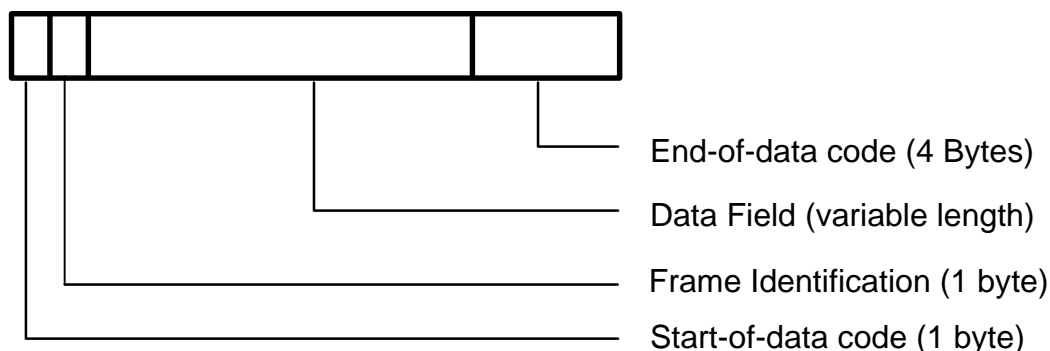 End-of-data code (4 Bytes)
Data Field (variable length)
Frame Identification (1 byte)
Start-of-data code (1 byte)